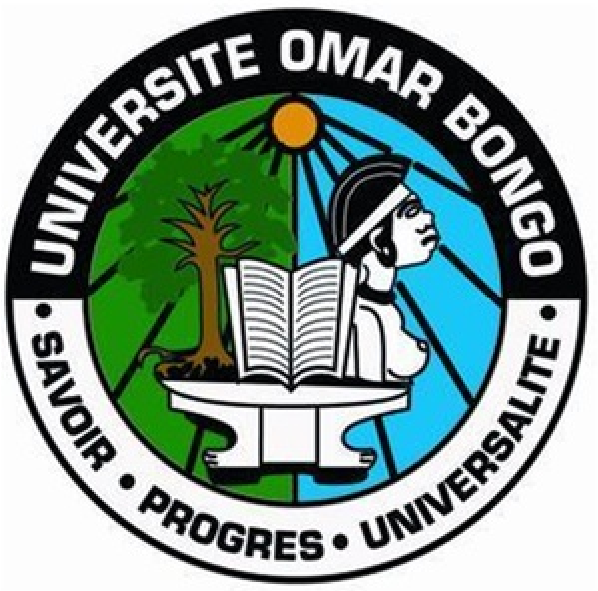 UNIVERSITE OMAR BONGO
• SAVOIR • PROGRES • UNIVERSALITE •